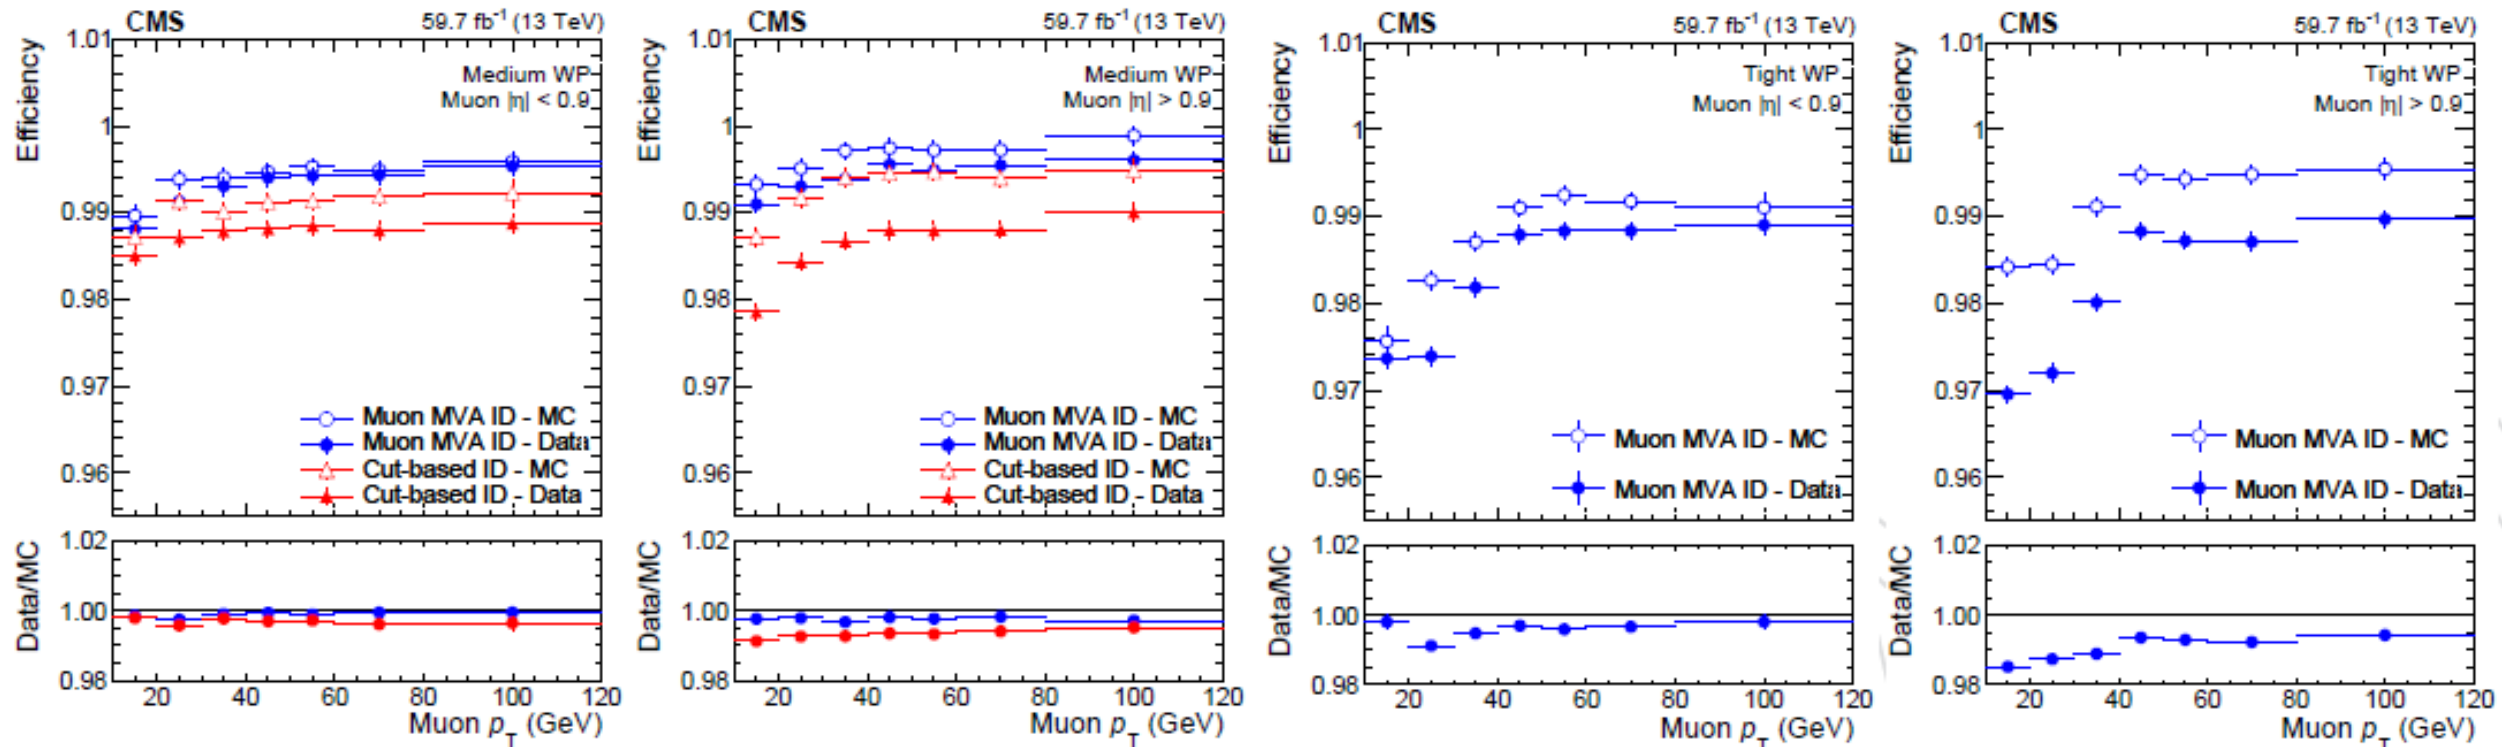 CMS 59.7 fb⁻¹ (13 TeV)
Efficiency
1.01
1
0.99
0.98
0.97
0.96
Medium WP
Muon |η| < 0.9
Muon MVA ID - MC
Muon MVA ID - Data
Cut-based ID - MC
Cut-based ID - Data
Data/MC
1.02
1.00
0.98
20 40 60 80 100 120
Muon p_T (GeV)
CMS 59.7 fb⁻¹ (13 TeV)
Efficiency
1.01
1
0.99
0.98
0.97
0.96
Medium WP
Muon |η| > 0.9
Muon MVA ID - MC
Muon MVA ID - Data
Cut-based ID - MC
Cut-based ID - Data
Data/MC
1.02
1.00
0.98
20 40 60 80 100 120
Muon p_T (GeV)
CMS 59.7 fb⁻¹ (13 TeV)
Efficiency
1.01
1
0.99
0.98
0.97
0.96
Tight WP
Muon |η| < 0.9
Muon MVA ID - MC
Muon MVA ID - Data
Data/MC
1.02
1.00
0.98
20 40 60 80 100 120
Muon p_T (GeV)
CMS 59.7 fb⁻¹ (13 TeV)
Efficiency
1.01
1
0.99
0.98
0.97
0.96
Tight WP
Muon |η| > 0.9
Muon MVA ID - MC
Muon MVA ID - Data
Data/MC
1.02
1.00
0.98
20 40 60 80 100 120
Muon p_T (GeV)